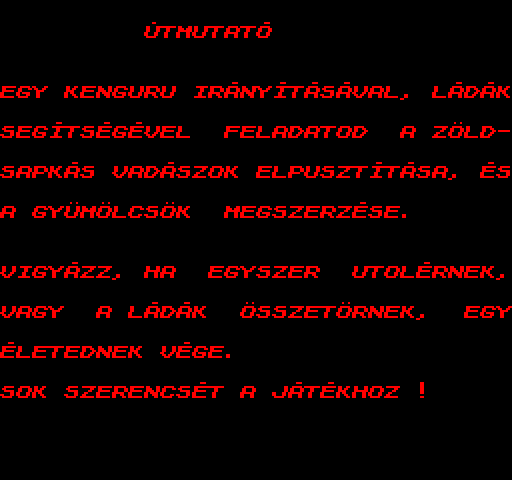 ÚTMUTATÓ
EGY KENGURU IRÁNYÍTÁSÁVAL, LÁDÁK
SEGÍTSÉGÉVEL FELADATOD A ZÖLD-
SAPKÁS VADÁSZOK ELPUSZTÍTÁSA, ÉS
A GYÜMÖLCSÖK MEGSZERZÉSE.
VIGYÁZZ, HA EGYSZER UTOLÉRNEK,
VAGY A LÁDÁK ÖSSZETÖRNEK, EGY
ÉLETEDNEK VÉGE.
SOK SZERENCSÉT A JÁTÉKHOZ !